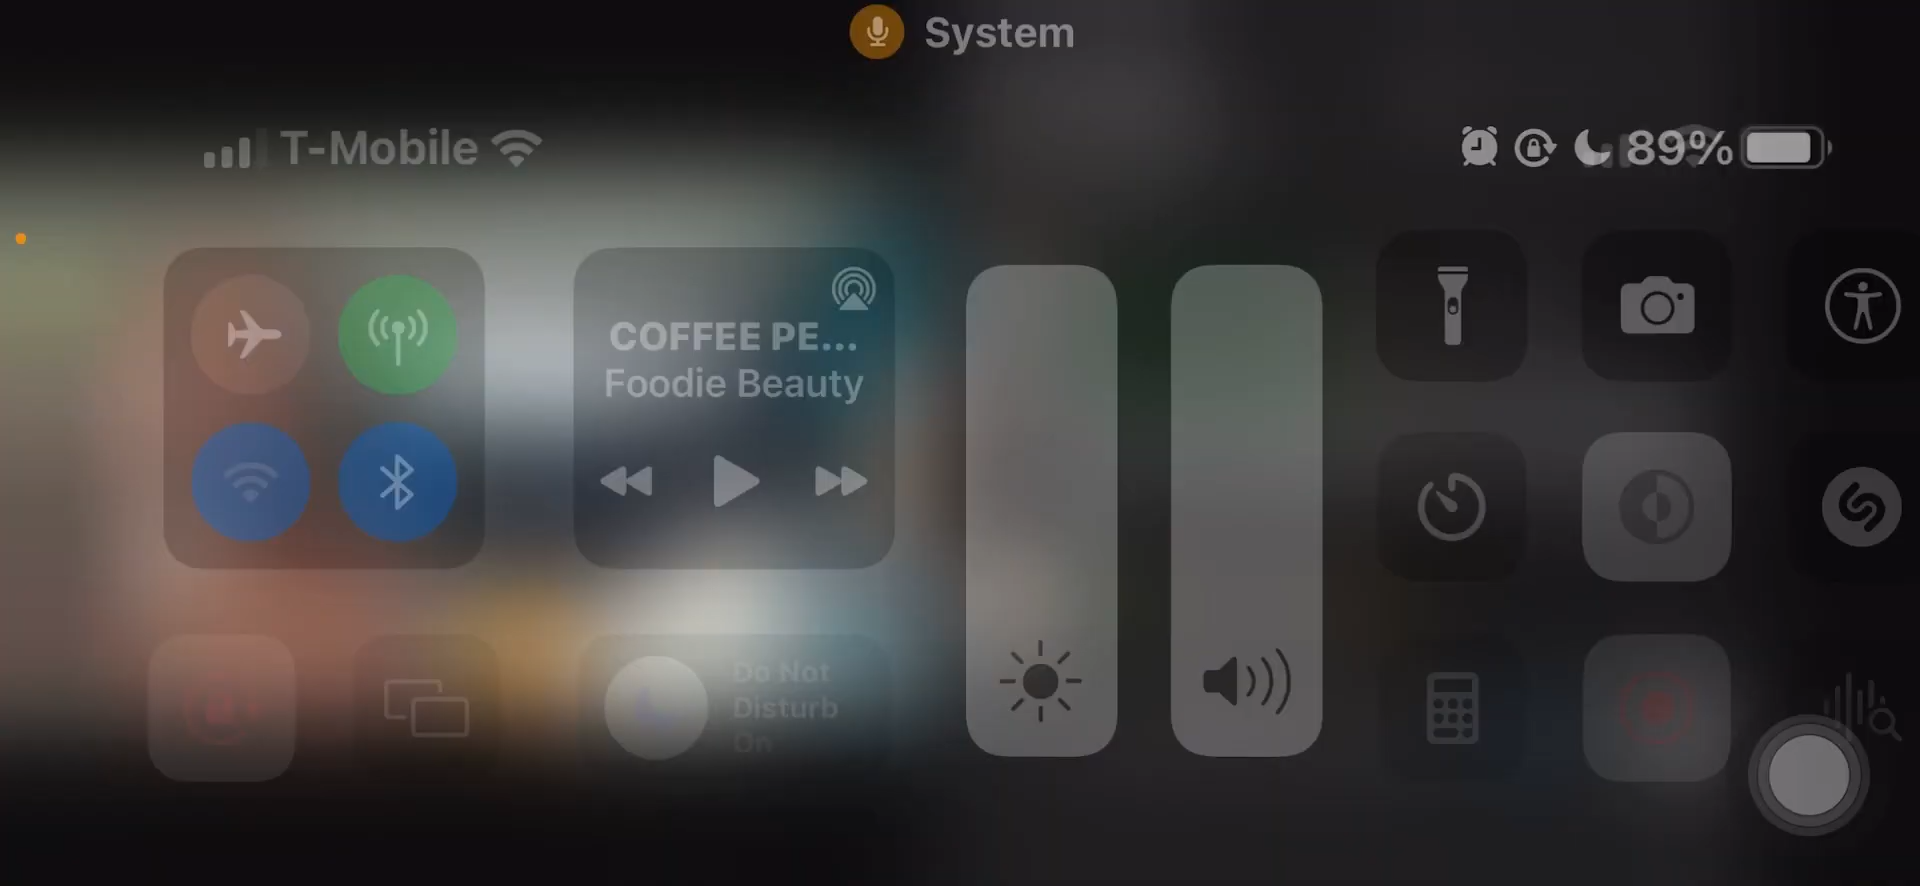 System
T-Mobile
89%
COFFEE PE...
Foodie Beauty
Do Not
Disturb
On